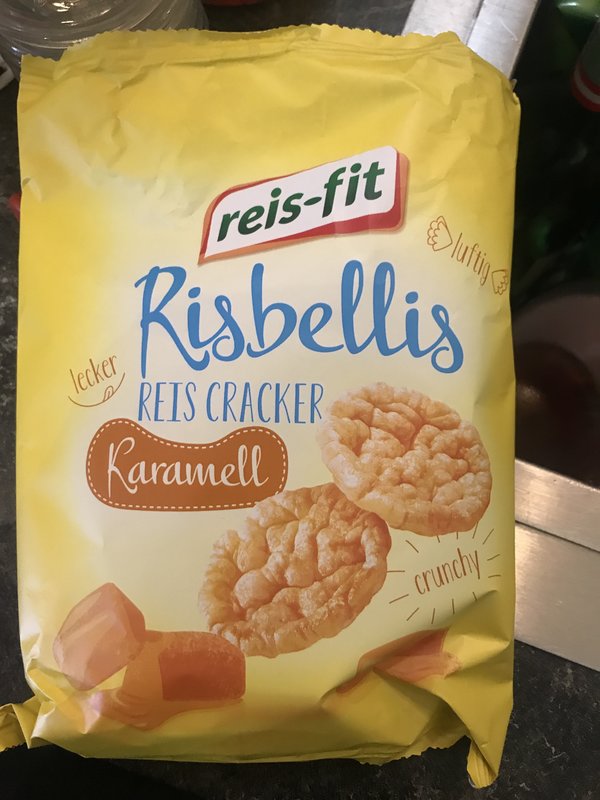 reis-fit
luftig
Risbellis
lecker
REIS CRACKER
Karamell
crunchy